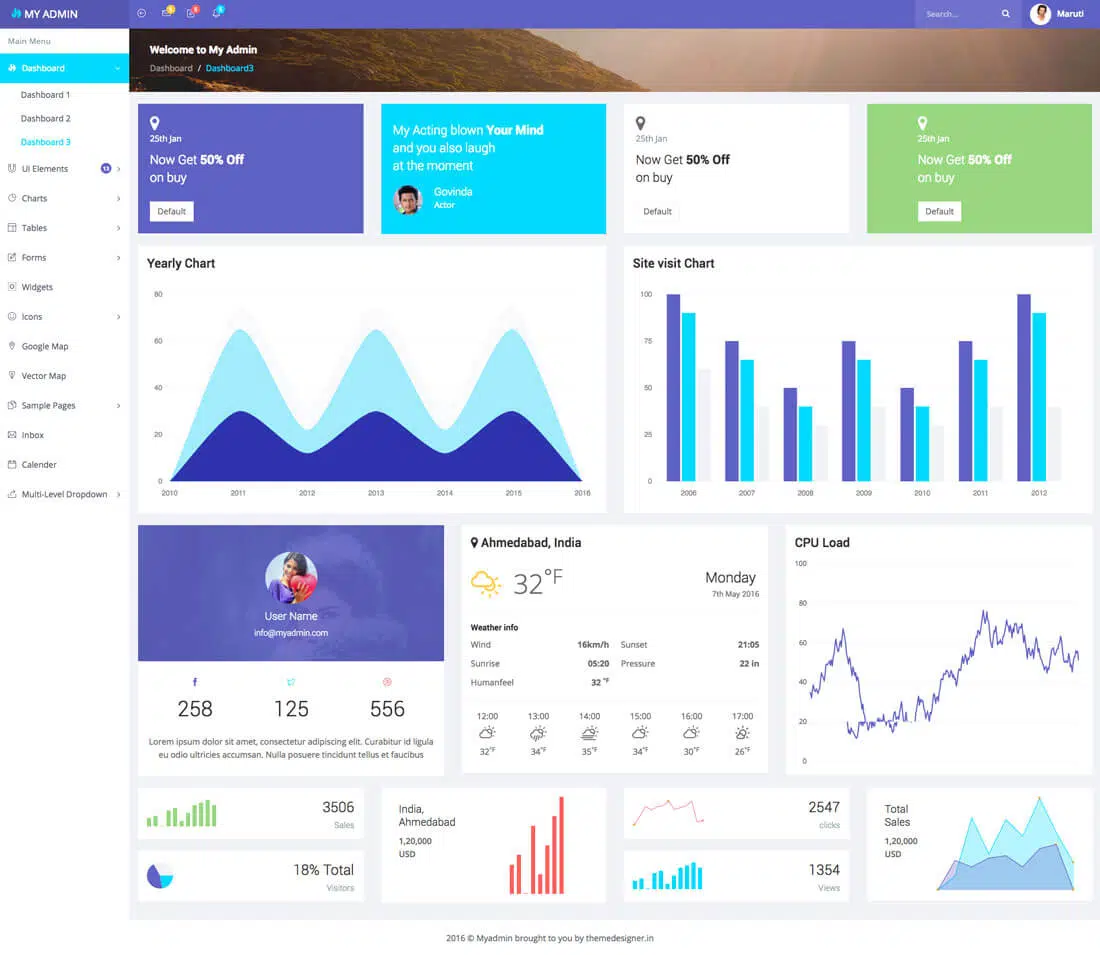 MY ADMIN
5
8
5
Search...
Maruti
Main Menu
Dashboard
Dashboard 1
Dashboard 2
Dashboard 3
UI Elements
13
Charts
Tables
Forms
Widgets
Icons
Google Map
Vector Map
Sample Pages
Inbox
Calender
Multi-Level Dropdown
Welcome to My Admin
Dashboard / Dashboard3
25th Jan
Now Get 50% Off
on buy
Default
My Acting blown Your Mind
and you also laugh
at the moment
Govinda
Actor
25th Jan
Now Get 50% Off
on buy
Default
25th Jan
Now Get 50% Off
on buy
Default
Yearly Chart
80
60
40
20
0
2010 2011 2012 2013 2014 2015 2016
Site visit Chart
100
75
50
25
0
2006 2007 2008 2009 2010 2011 2012
User Name
info@myadmin.com
258 125 556
Lorem ipsum dolor sit amet, consectetur adipiscing elit. Curabitur id ligula
eu odio ultricies accumsan. Nulla posuere tincidunt tellus et faucibus
Ahmedabad, India
32°F
Monday
7th May 2016
Weather info
Wind 16km/h Sunset 21:05
Sunrise 05:20 Pressure 22 in
Humanfeel 32 °F
12:00 13:00 14:00 15:00 16:00 17:00
32°F 34°F 35°F 34°F 30°F 26°F
CPU Load
100
80
60
40
20
0
3506
Sales
18% Total
Visitors
India,
Ahmedabad
1,20,000
USD
2547
clicks
1354
Views
Total
Sales
1,20,000
USD
2016 © Myadmin brought to you by themedesigner.in